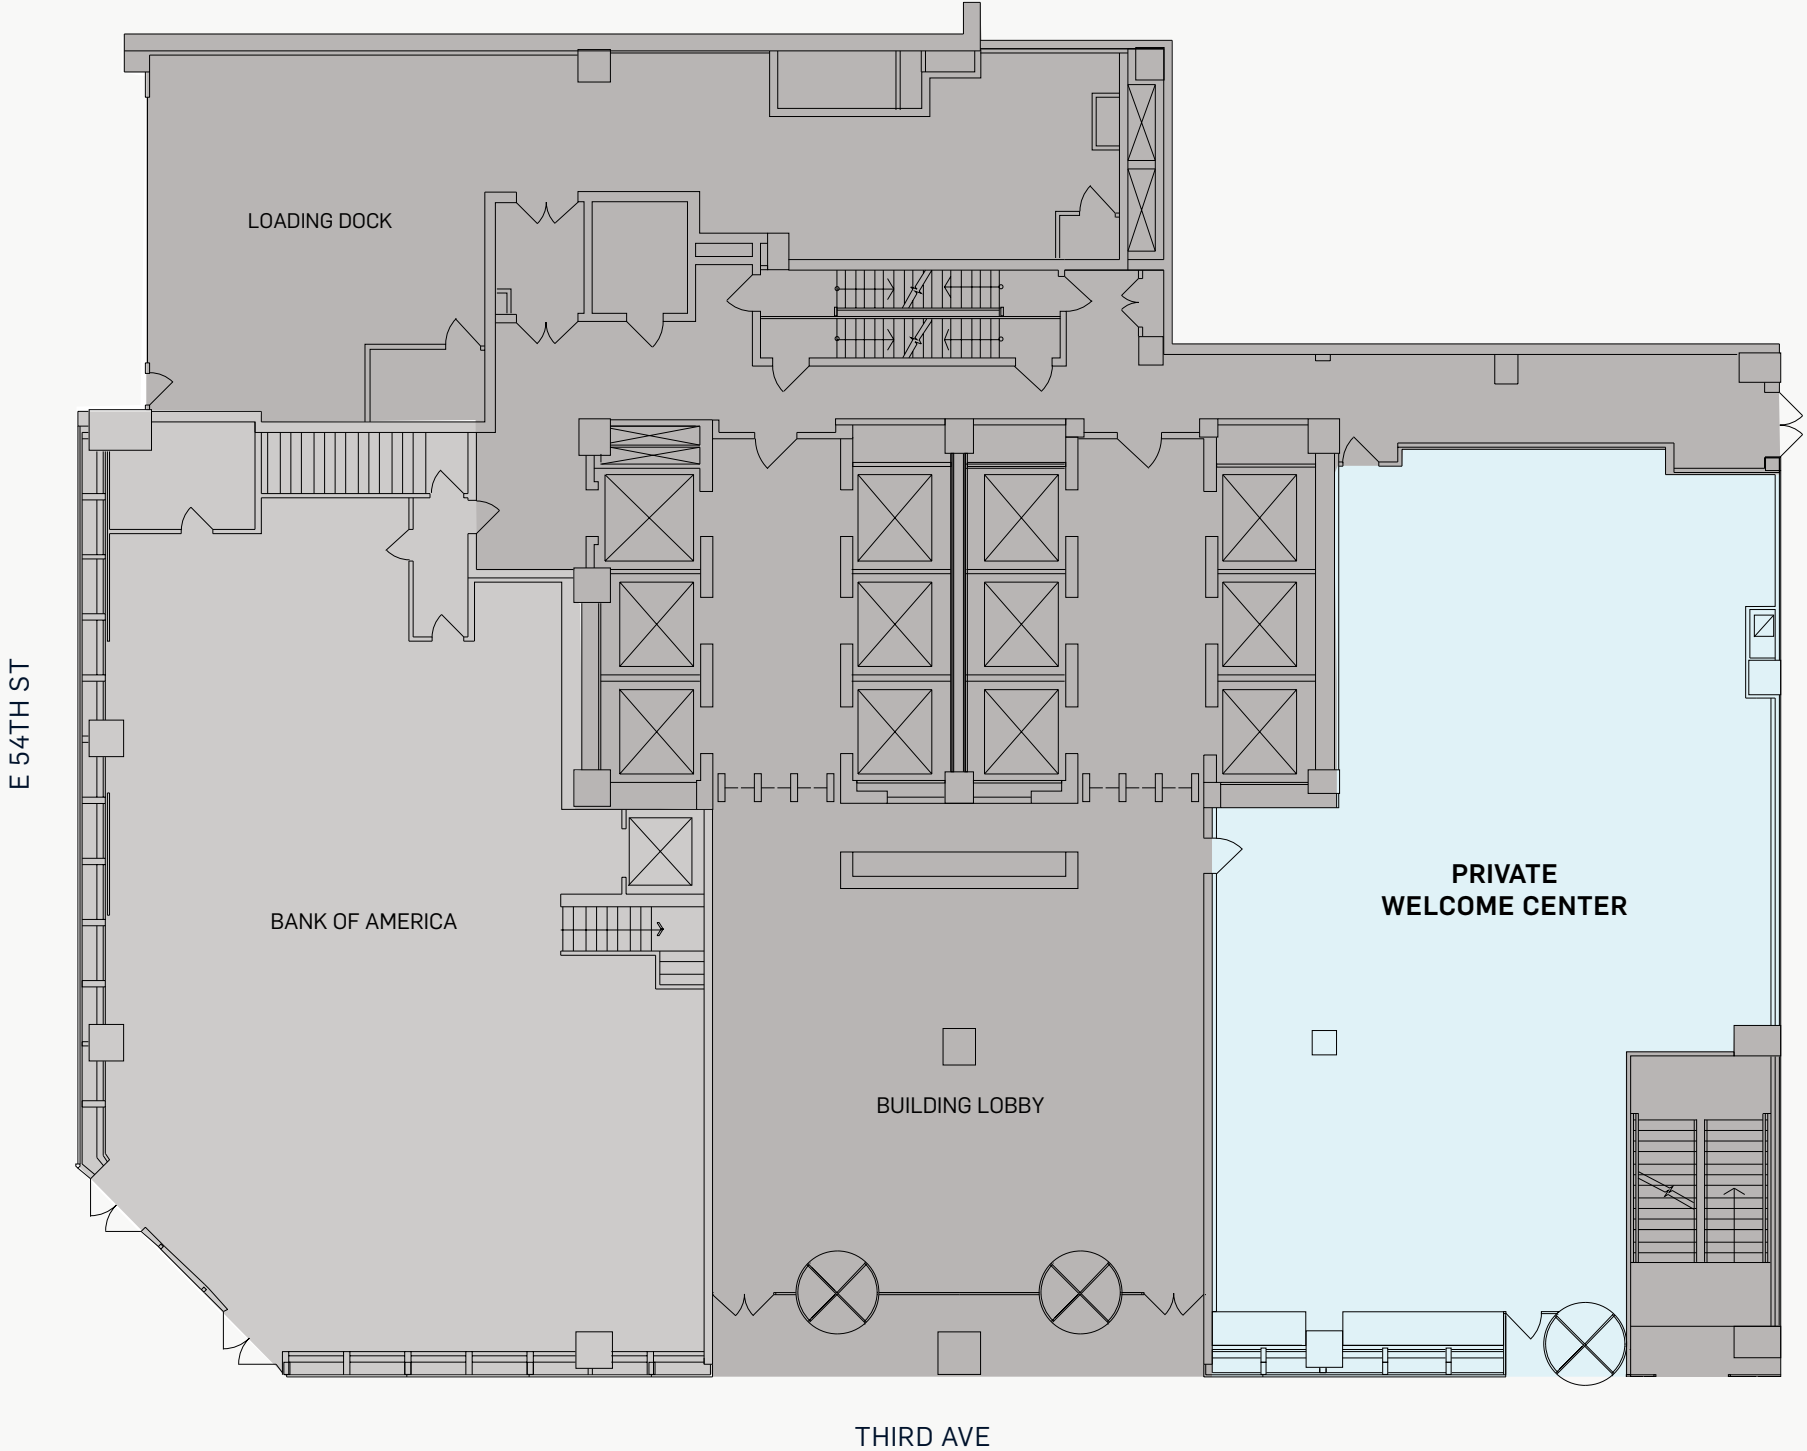 LOADING DOCK
E 54TH ST
PRIVATE
WELCOME CENTER
BANK OF AMERICA
BUILDING LOBBY
THIRD AVE